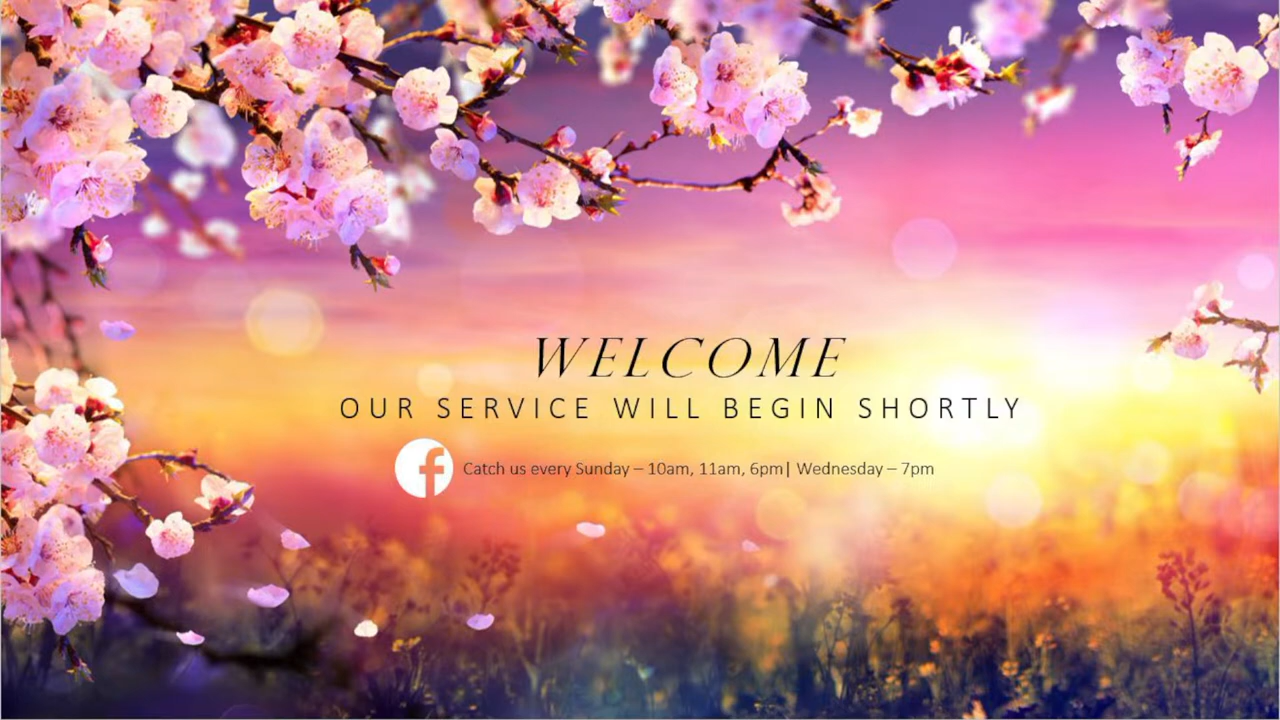 WELCOME
OUR SERVICE WILL BEGIN SHORTLY
Catch us every Sunday – 10am, 11am, 6pm| Wednesday – 7pm